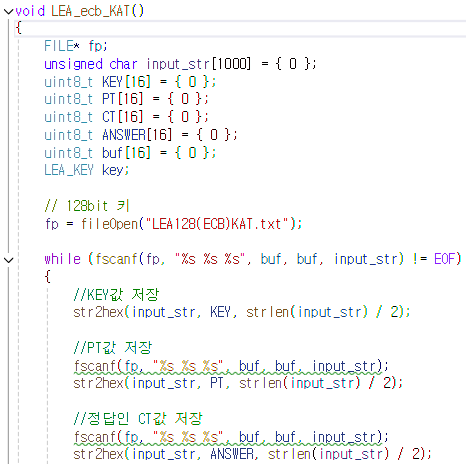 void LEA_ecb_KAT()
{
FILE* fp;
unsigned char input_str[1000] = { 0 };
uint8_t KEY[16] = { 0 };
uint8_t PT[16] = { 0 };
uint8_t CT[16] = { 0 };
uint8_t ANSWER[16] = { 0 };
uint8_t buf[16] = { 0 };
LEA_KEY key;
// 128bit 키
fp = fileOpen("LEA128(ECB)KAT.txt");
while (fscanf(fp, "%s %s %s", buf, buf, input_str) != EOF)
{
//KEY값 저장
str2hex(input_str, KEY, strlen(input_str) / 2);
//PT값 저장
fscanf(fp, "%s %s %s", buf, buf, input_str);
str2hex(input_str, PT, strlen(input_str) / 2);
//정답인 CT값 저장
fscanf(fp, "%s %s %s", buf, buf, input_str);
str2hex(input_str, ANSWER, strlen(input_str) / 2);